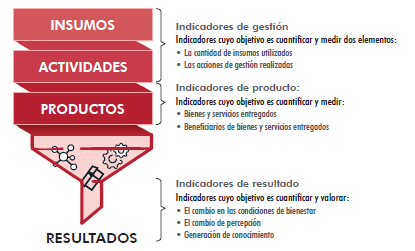 INSUMOS
ACTIVIDADES
PRODUCTOS
RESULTADOS
Indicadores de gestión
Indicadores cuyo objetivo es cuantificar y medir dos elementos:
• La cantidad de insumos utilizados
• Las acciones de gestión realizadas
Indicadores de producto:
Indicadores cuyo objetivo es cuantificar y medir:
• Bienes y servicios entregados
• Beneficiarios de bienes y servicios entregados
Indicadores de resultado
Indicadores cuyo objetivo es cuantificar y valorar:
• El cambio en las condiciones de bienestar
• El cambio de percepción
• Generación de conocimiento